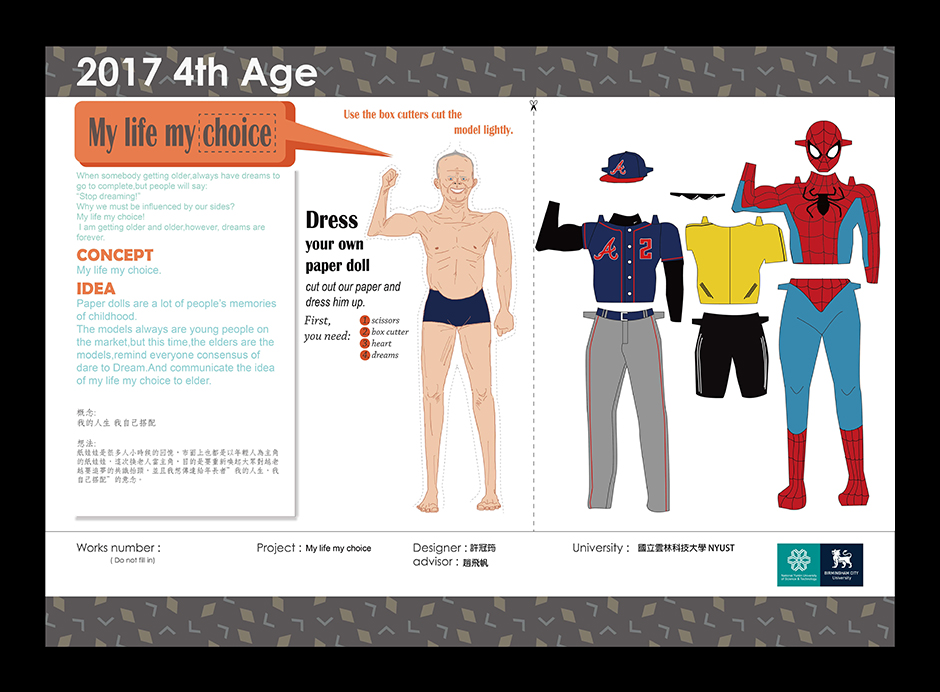 2017 4th Age
My life my choice
When somebody getting older,always have dreams to
go to complete,but people will say:
"Stop dreaming!"
Why we must be influenced by our sides?
My life my choice!
I am getting older and older,however, dreams are
forever.
CONCEPT
My life my choice.
IDEA
Paper dolls are a lot of people's memories
of childhood.
The models always are young people on
the market,but this time,the elders are the
models,remind everyone consensus of
dare to Dream.And communicate the idea
of my life my choice to elder.
概念:
我的人生 我自己搭配
想法:
紙娃娃是很多人小時候的回憶，市面上也都是以年輕人為主角
的紙娃娃，這次換老人當主角，目的是要重新喚起大眾對越老
越要追夢的共識抬頭，並且我想傳達給年長者"我的人生，我
自己搭配"的意念。
Use the box cutters cut the
model lightly.
Dress
your own
paper doll
cut out our paper and
dress him up.
First,
you need:
1 scissors
2 box cutter
3 heart
4 dreams
A
A 2
Works number :
( Do not fill in)
Project : My life my choice
Designer : 許冠筠
advisor : 趙飛帆
University : 國立雲林科技大學 NYUST
National Yunlin University
of Science & Technology
BIRMINGHAM CITY
University